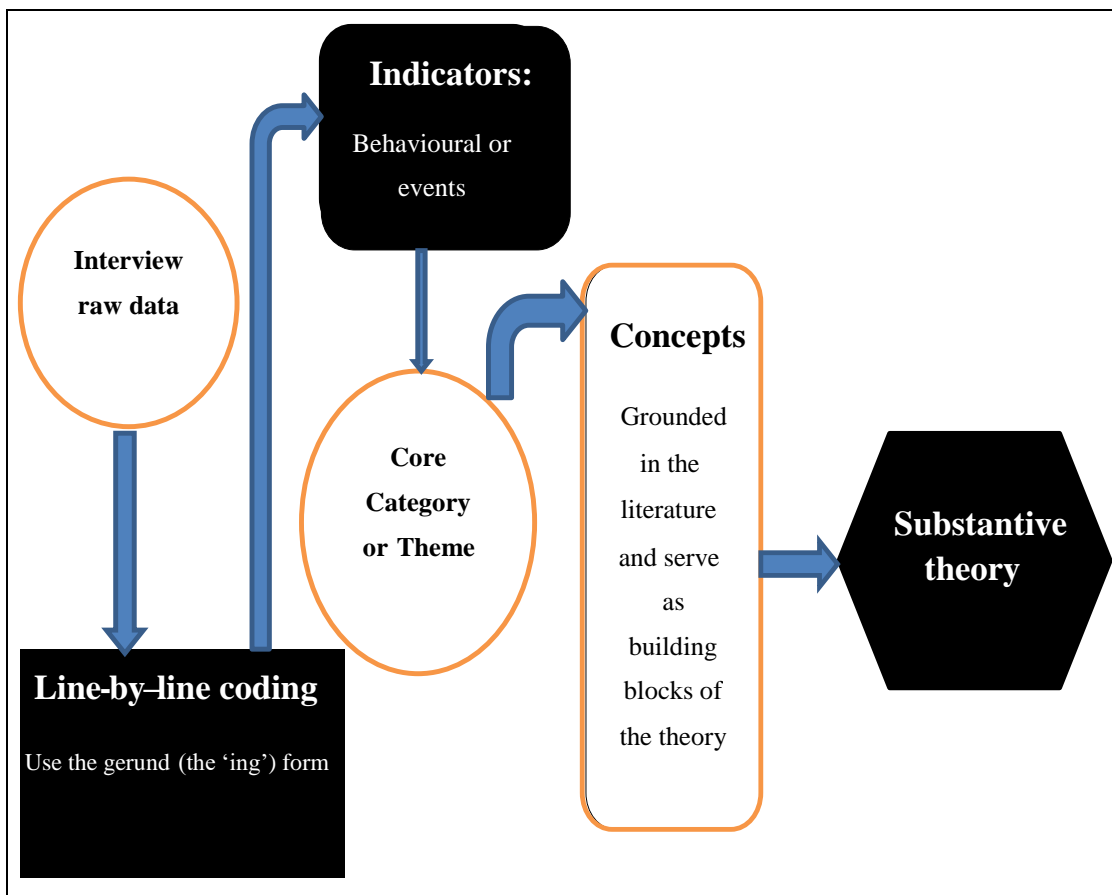 Interview
raw data
Line-by–line coding
Use the gerund (the ‘ing’) form
Indicators:
Behavioural or
events
Core
Category
or Theme
Concepts
Grounded
in the
literature
and serve
as
building
blocks of
the theory
Substantive
theory